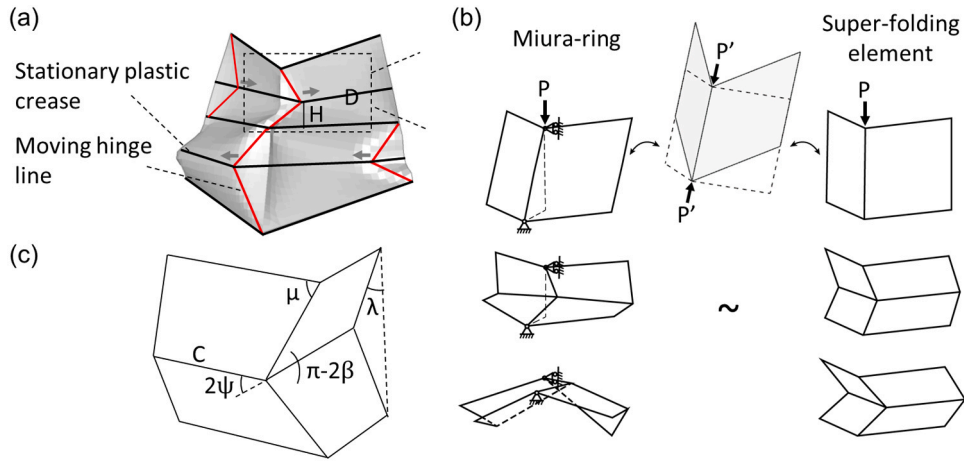 (a)
Stationary plastic
crease
Moving hinge
line
D
H
(b)
Miura-ring
Super-folding
element
P
P'
P
P'
(c)
μ
λ
C
2ψ
π-2β
~